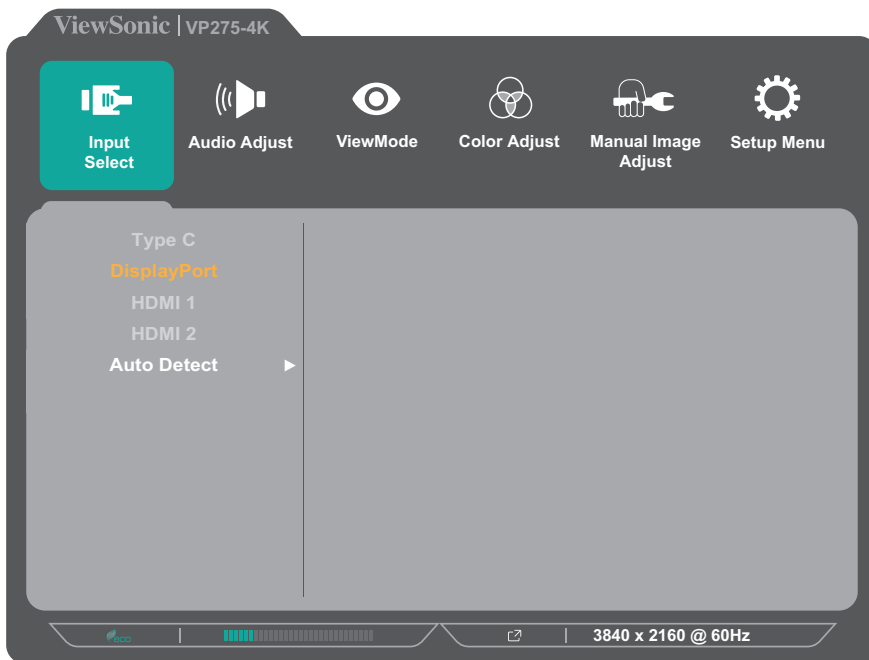 ViewSonic | VP275-4K
Input
Select
Audio Adjust
ViewMode
Color Adjust
Manual Image
Adjust
Setup Menu
Type C
DisplayPort
HDMI 1
HDMI 2
Auto Detect
eco
3840 x 2160 @ 60Hz